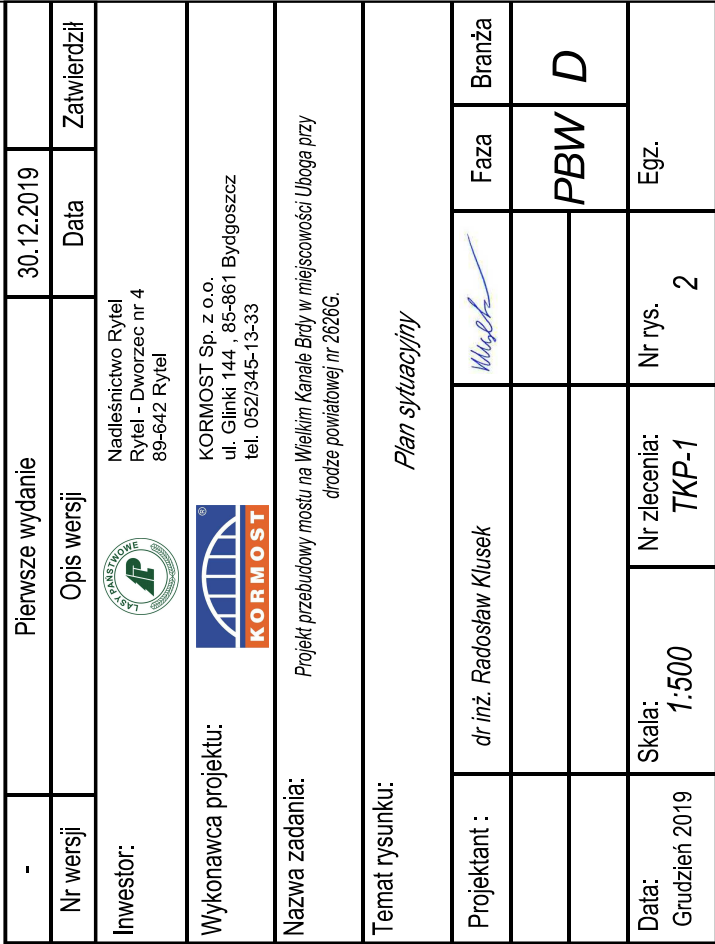 - Pierwsze wydanie 30.12.2019
Nr wersji Opis wersji Data Zatwierdził
Inwestor:
LASY PAŃSTWOWE
Nadleśnictwo Rytel
Rytel - Dworzec nr 4
89-642 Rytel
Wykonawca projektu:
®
KORMOST
KORMOST Sp. z o.o.
ul. Glinki 144 , 85-861 Bydgoszcz
tel. 052/345-13-33
Nazwa zadania:
Projekt przebudowy mostu na Wielkim Kanale Brdy w miejscowości Uboga przy
drodze powiatowej nr 2626G.
Temat rysunku:
Plan sytuacyjny
Projektant : dr inż. Radosław Klusek Faza Branża
PBW D
Data: Skala: Nr zlecenia: Nr rys. Egz.
Grudzień 2019 1:500 TKP-1 2